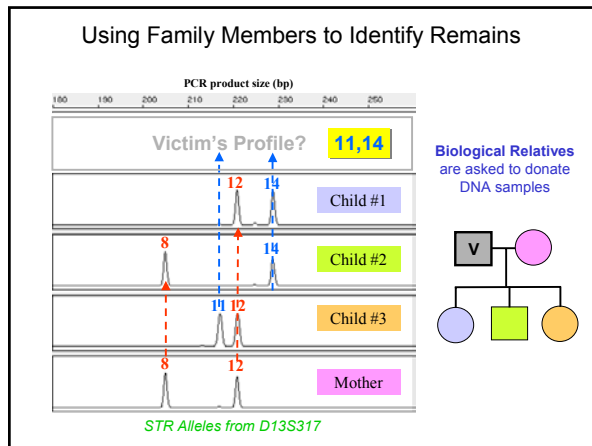 Using Family Members to Identify Remains
PCR product size (bp)
180 190 200 210 220 230 240 250
Victim's Profile? 11,14
12 14
Child #1
8 14
Child #2
11 12
Child #3
8 12
Mother
STR Alleles from D13S317
Biological Relatives
are asked to donate
DNA samples
V